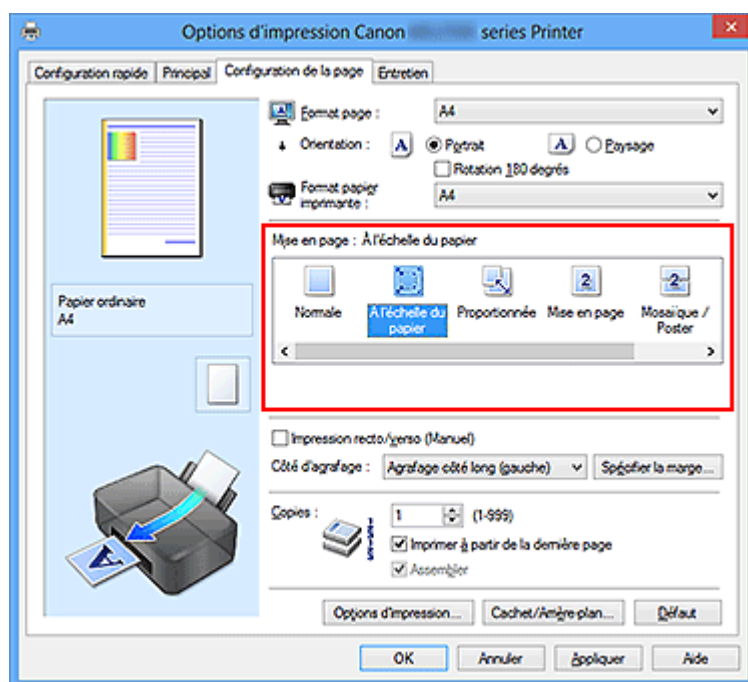 Options d'impression Canon series Printer
Configuration rapide Principal Configuration de la page Entretien
Format page : A4
Orientation : A Portrait A Paysage
Rotation 180 degrés
Format papier
imprimante : A4
Mise en page : À l'échelle du papier
Normale À l'échelle du papier Proportionnée Mise en page Mosaïque / Poster
Papier ordinaire
A4
Impression recto/verso (Manuel)
Côté d'agrafage : Agrafage côté long (gauche) Spécifier la marge...
Copies : 1 (1-999)
Imprimer à partir de la dernière page
Assembler
Options d'impression... Cachet/Arrière-plan... Défaut
OK Annuler Appliquer Aide